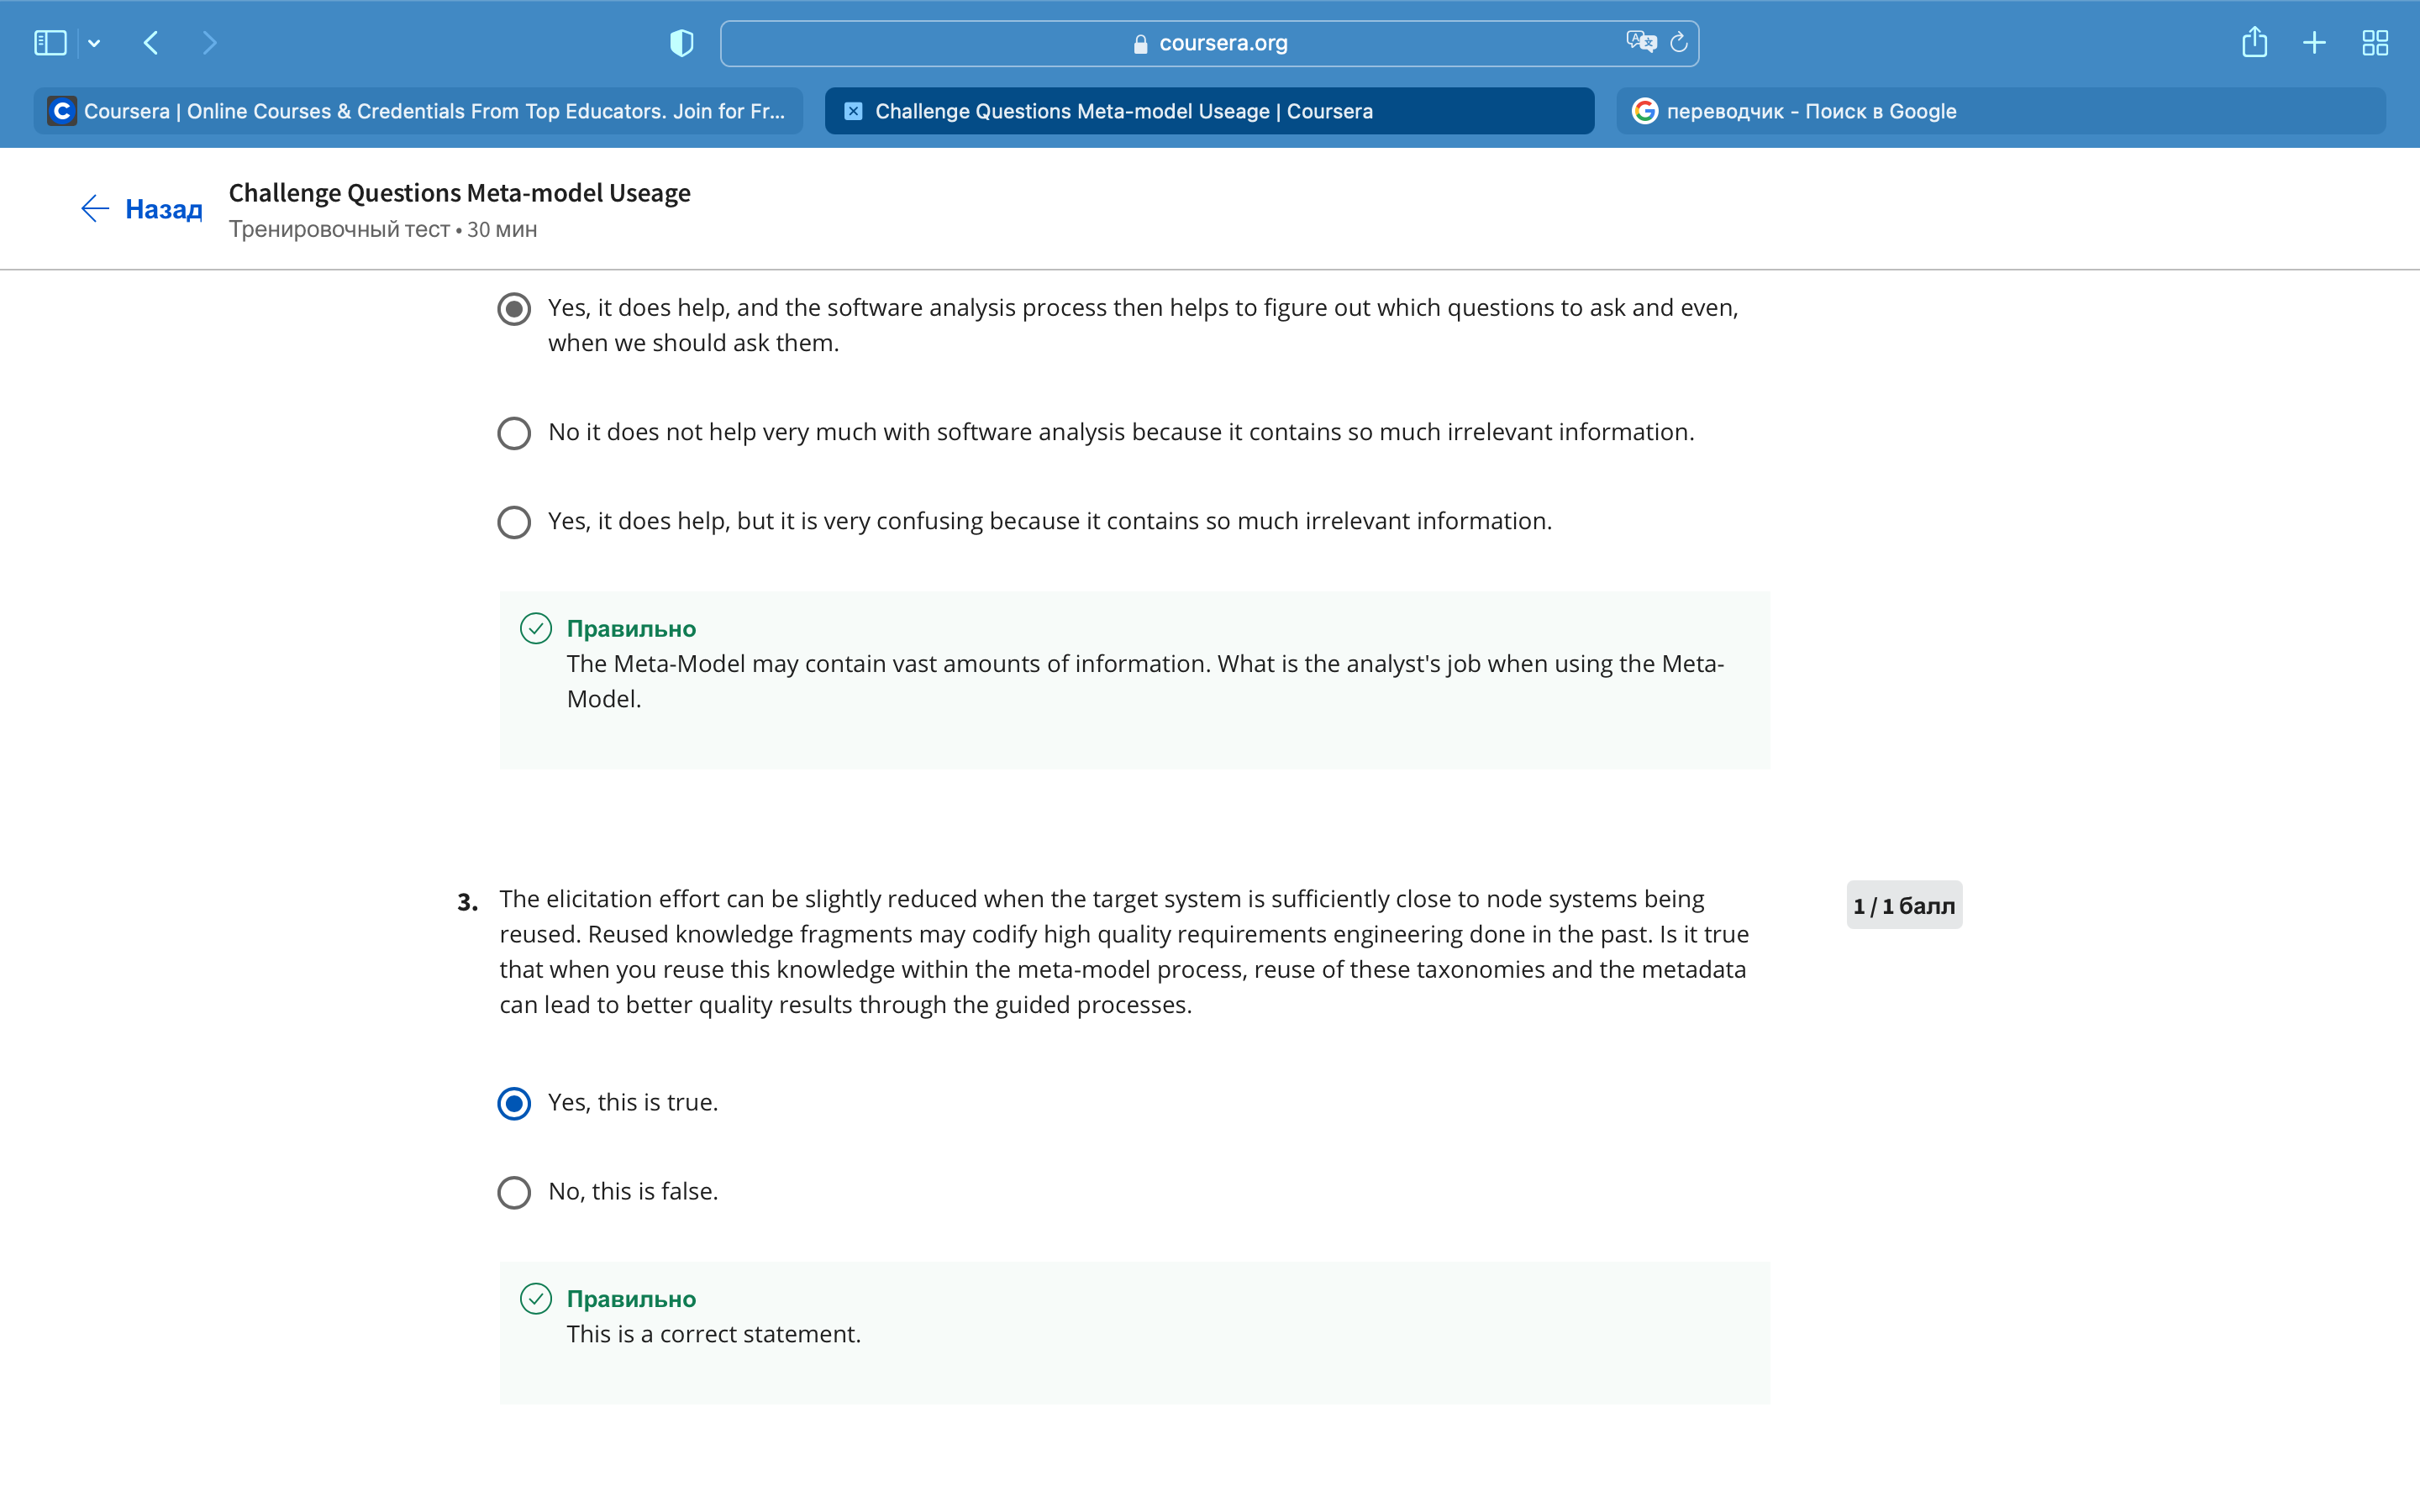 coursera.org
Coursera | Online Courses & Credentials From Top Educators. Join for Fr...
Challenge Questions Meta-model Useage | Coursera
переводчик - Поиск в Google
Назад
Challenge Questions Meta-model Useage
Тренировочный тест • 30 мин
Yes, it does help, and the software analysis process then helps to figure out which questions to ask and even,
when we should ask them.
No it does not help very much with software analysis because it contains so much irrelevant information.
Yes, it does help, but it is very confusing because it contains so much irrelevant information.
Правильно
The Meta-Model may contain vast amounts of information. What is the analyst's job when using the Meta-
Model.
3. The elicitation effort can be slightly reduced when the target system is sufficiently close to node systems being
reused. Reused knowledge fragments may codify high quality requirements engineering done in the past. Is it true
that when you reuse this knowledge within the meta-model process, reuse of these taxonomies and the metadata
can lead to better quality results through the guided processes.
1 / 1 балл
Yes, this is true.
No, this is false.
Правильно
This is a correct statement.